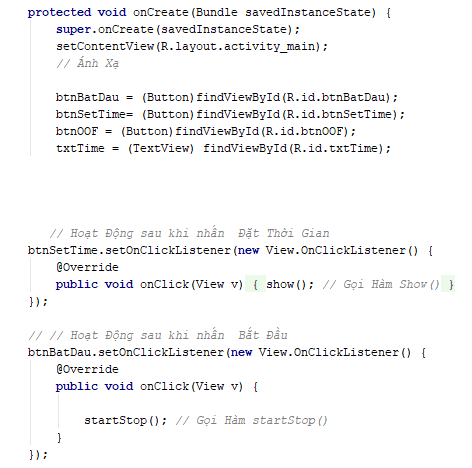 protected void onCreate(Bundle savedInstanceState) {
super.onCreate(savedInstanceState);
setContentView(R.layout.activity_main);
// Ánh Xạ
btnBatDau = (Button)findViewById(R.id.btnBatDau);
btnSetTime= (Button)findViewById(R.id.btnSetTime);
btnOOF = (Button)findViewById(R.id.btnOOF);
txtTime = (TextView) findViewById(R.id.txtTime);
// Hoạt Động sau khi nhấn  Đặt Thời Gian
btnSetTime.setOnClickListener(new View.OnClickListener() {
@Override
public void onClick(View v) { show(); // Gọi Hàm Show() }
});
// // Hoạt Động sau khi nhấn  Bắt Đầu
btnBatDau.setOnClickListener(new View.OnClickListener() {
@Override
public void onClick(View v) {
startStop(); // Gọi Hàm startStop()
}
});